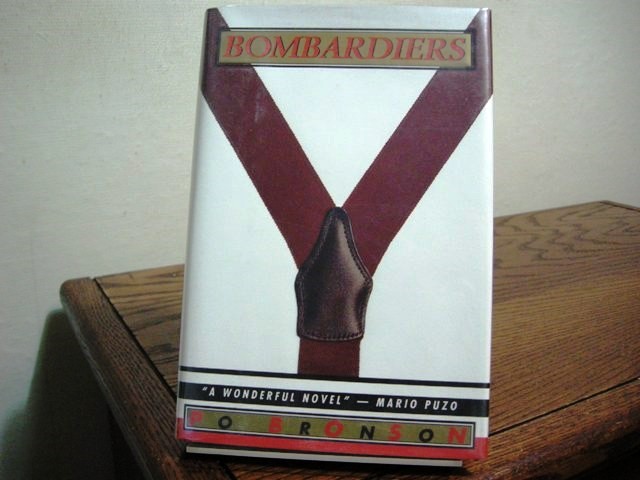 BOMBARDIERS
"A WONDERFUL NOVEL" — MARIO PUZO
PO BRONSON